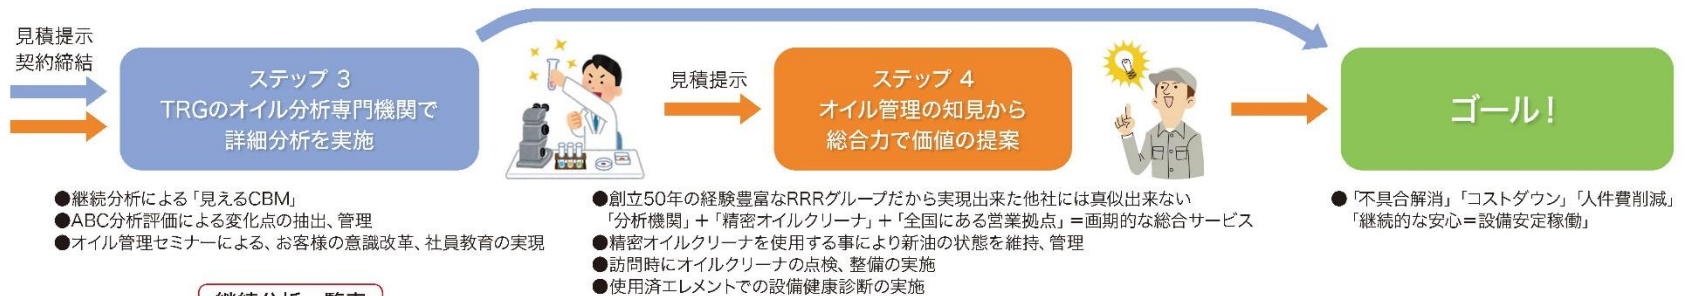 見積提示
契約締結
ステップ 3
TRGのオイル分析専門機関で
詳細分析を実施
見積提示
ステップ 4
オイル管理の知見から
総合力で価値の提案
ゴール!
●継続分析による「見えるCBM」
●ABC分析評価による変化点の抽出、管理
●オイル管理セミナーによる、お客様の意識改革、社員教育の実現
●創立50年の経験豊富なRRRグループだから実現出来た他社には真似出来ない
「分析機関」+「精密オイルクリーナ」+「全国にある営業拠点」=画期的な総合サービス
●精密オイルクリーナを使用する事により新油の状態を維持、管理
●訪問時にオイルクリーナの点検、整備の実施
●使用済エレメントでの設備健康診断の実施
●「不具合解消」「コストダウン」「人件費削減」
「継続的な安心=設備安定稼働」